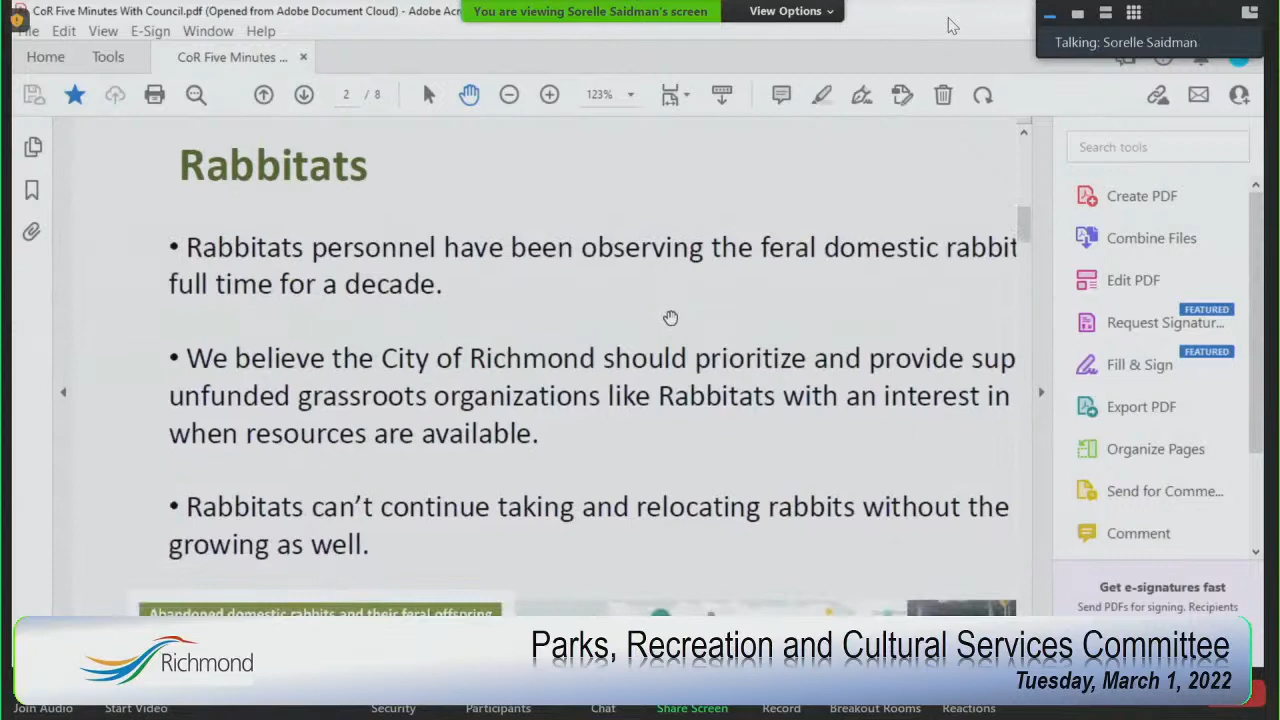 CoR Five Minutes With Council.pdf (Opened from Adobe Document Cloud) - Adobe Acr
You are viewing Sorelle Saidman's screen
View Options
File Edit View E-Sign Window Help
Talking: Sorelle Saidman
Home Tools CoR Five Minutes ... ×
2 / 8
123%
Search tools
Rabbitats
• Rabbitats personnel have been observing the feral domestic rabbit
full time for a decade.
• We believe the City of Richmond should prioritize and provide sup
unfunded grassroots organizations like Rabbitats with an interest in
when resources are available.
• Rabbitats can't continue taking and relocating rabbits without the
growing as well.
Abandoned domestic rabbits and their feral offspring
Create PDF
Combine Files
Edit PDF
FEATURED
Request Signatur...
FEATURED
Fill & Sign
Export PDF
Organize Pages
Send for Comme...
Comment
Get e-signatures fast
Send PDFs for signing. Recipients
Richmond
Parks, Recreation and Cultural Services Committee
Tuesday, March 1, 2022
Join Audio Start Video Security Participants Chat Share Screen Record Breakout Rooms Reactions